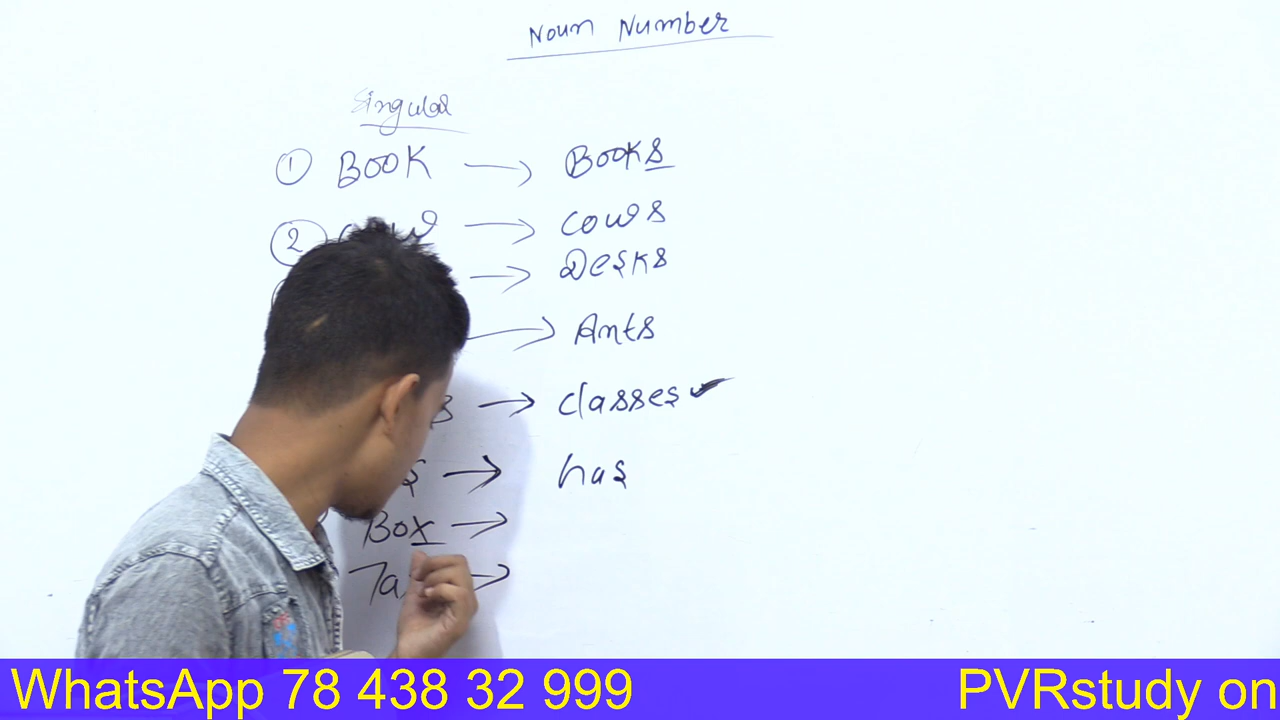 Noun Number
Singular
① BOOK → Books
② → cows
→ Desks
→ Ants
→ classes ✓
→ has
Box →
→
WhatsApp 78 438 32 999
PVRstudy on